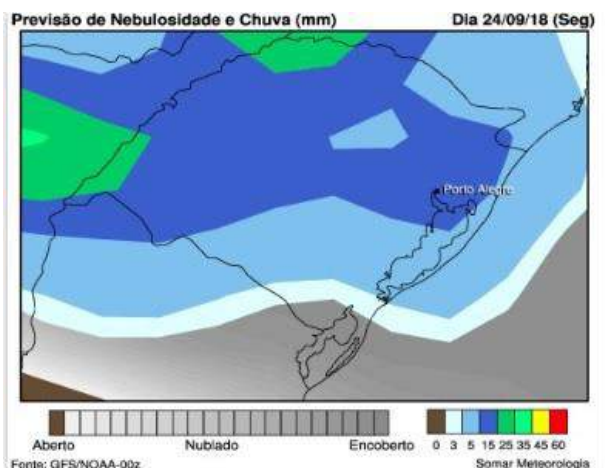 Previsão de Nebulosidade e Chuva (mm) Dia 24/09/18 (Seg)
Porto Alegre
Aberto Nublado Encoberto 0 3 5 15 25 35 45 60
Fonte: GFS/NOAA-00z Somar Meteorologia